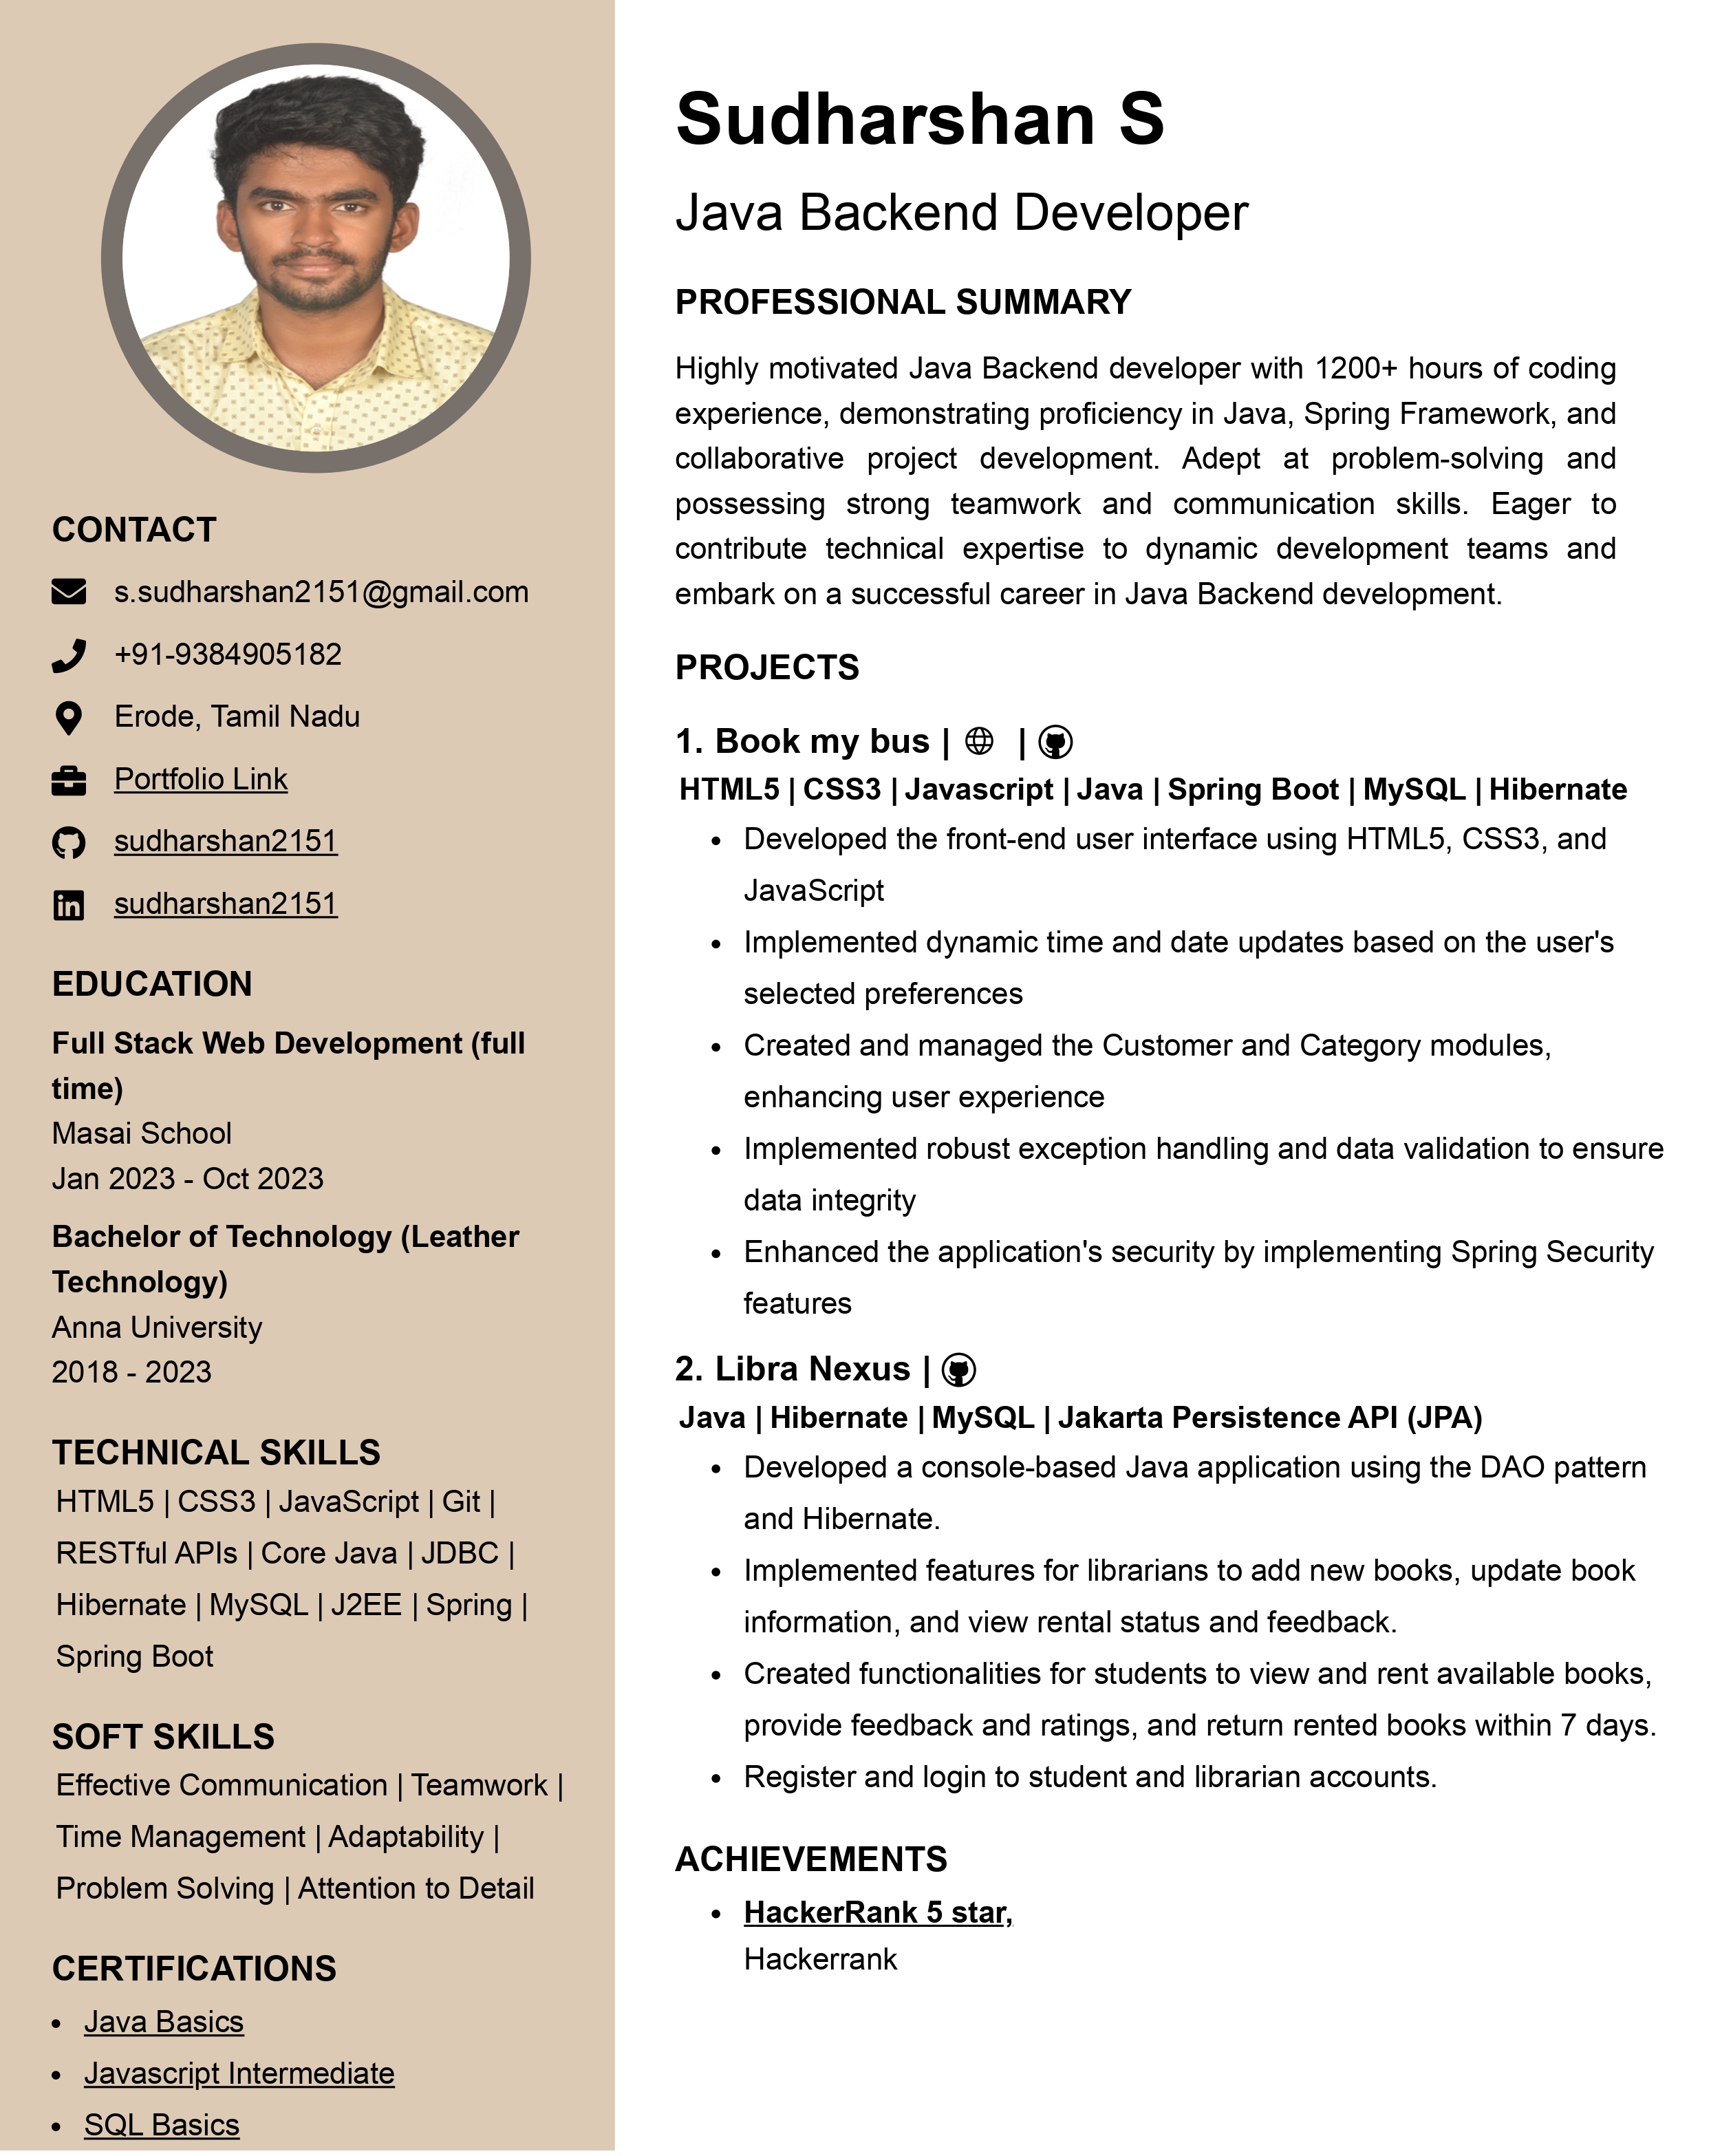 Sudharshan S
Java Backend Developer
PROFESSIONAL SUMMARY
Highly motivated Java Backend developer with 1200+ hours of coding
experience, demonstrating proficiency in Java, Spring Framework, and
collaborative project development. Adept at problem-solving and
possessing strong teamwork and communication skills. Eager to
contribute technical expertise to dynamic development teams and
embark on a successful career in Java Backend development.
PROJECTS
1. Book my bus | |
HTML5 | CSS3 | Javascript | Java | Spring Boot | MySQL | Hibernate
• Developed the front-end user interface using HTML5, CSS3, and
JavaScript
• Implemented dynamic time and date updates based on the user's
selected preferences
• Created and managed the Customer and Category modules,
enhancing user experience
• Implemented robust exception handling and data validation to ensure
data integrity
• Enhanced the application's security by implementing Spring Security
features
2. Libra Nexus |
Java | Hibernate | MySQL | Jakarta Persistence API (JPA)
• Developed a console-based Java application using the DAO pattern
and Hibernate.
• Implemented features for librarians to add new books, update book
information, and view rental status and feedback.
• Created functionalities for students to view and rent available books,
provide feedback and ratings, and return rented books within 7 days.
• Register and login to student and librarian accounts.
ACHIEVEMENTS
• HackerRank 5 star,
Hackerrank
CONTACT
s.sudharshan2151@gmail.com
+91-9384905182
Erode, Tamil Nadu
Portfolio Link
sudharshan2151
sudharshan2151
EDUCATION
Full Stack Web Development (full
time)
Masai School
Jan 2023 - Oct 2023
Bachelor of Technology (Leather
Technology)
Anna University
2018 - 2023
TECHNICAL SKILLS
HTML5 | CSS3 | JavaScript | Git |
RESTful APIs | Core Java | JDBC |
Hibernate | MySQL | J2EE | Spring |
Spring Boot
SOFT SKILLS
Effective Communication | Teamwork |
Time Management | Adaptability |
Problem Solving | Attention to Detail
CERTIFICATIONS
• Java Basics
• Javascript Intermediate
• SQL Basics